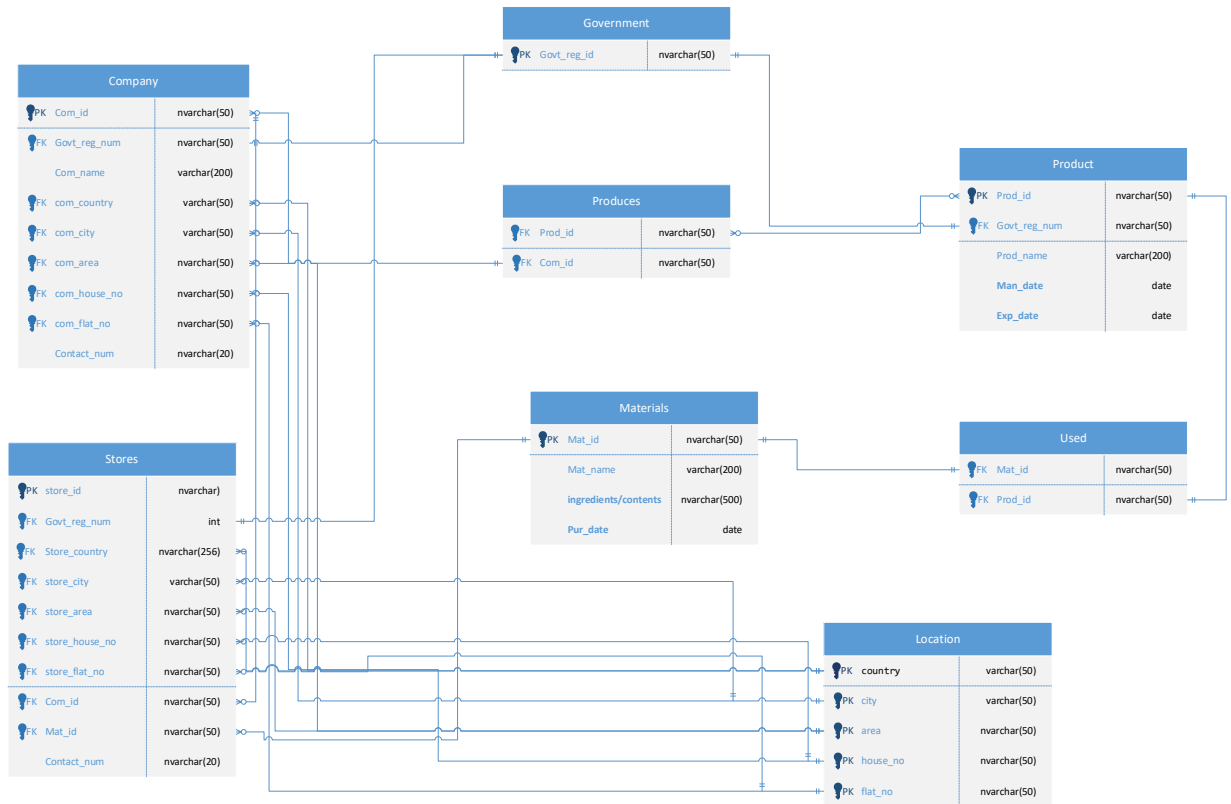 Government
PK Govt_reg_id nvarchar(50)
Company
PK Com_id nvarchar(50)
FK Govt_reg_num nvarchar(50)
Com_name varchar(200)
FK com_country varchar(50)
FK com_city varchar(50)
FK com_area nvarchar(50)
FK com_house_no nvarchar(50)
FK com_flat_no nvarchar(50)
Contact_num nvarchar(20)
Produces
FK Prod_id nvarchar(50)
FK Com_id nvarchar(50)
Product
PK Prod_id nvarchar(50)
FK Govt_reg_num nvarchar(50)
Prod_name varchar(200)
Man_date date
Exp_date date
Materials
PK Mat_id nvarchar(50)
Mat_name varchar(200)
ingredients/contents nvarchar(500)
Pur_date date
Used
FK Mat_id nvarchar(50)
FK Prod_id nvarchar(50)
Stores
PK store_id nvarchar)
FK Govt_reg_num int
FK Store_country nvarchar(256)
FK store_city varchar(50)
FK store_area nvarchar(50)
FK store_house_no nvarchar(50)
FK store_flat_no nvarchar(50)
FK Com_id nvarchar(50)
FK Mat_id nvarchar(50)
Contact_num nvarchar(20)
Location
PK country varchar(50)
PK city varchar(50)
PK area nvarchar(50)
PK house_no nvarchar(50)
PK flat_no nvarchar(50)